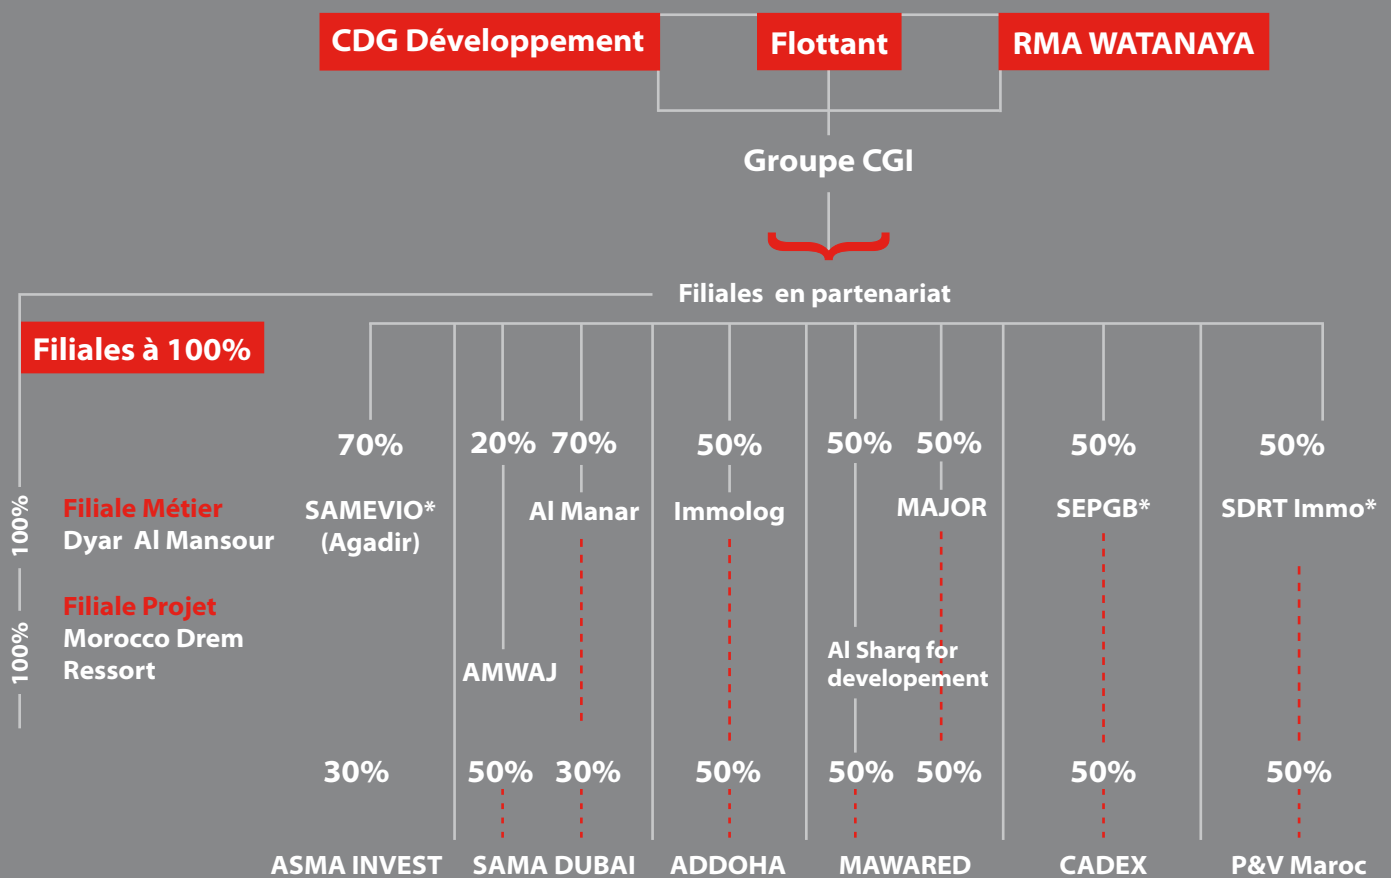 CDG Développement
Flottant
RMA WATANAYA
Groupe CGI
Filiales en partenariat
Filiales à 100%
70%
20%
70%
50%
50%
50%
50%
50%
100%
Filiale Métier
Dyar Al Mansour
SAMEVIO*
(Agadir)
Al Manar
Immolog
MAJOR
SEPGB*
SDRT Immo*
100%
Filiale Projet
Morocco Drem
Ressort
AMWAJ
Al Sharq for
developement
30%
50%
30%
50%
50%
50%
50%
50%
ASMA INVEST
SAMA DUBAI
ADDOHA
MAWARED
CADEX
P&V Maroc